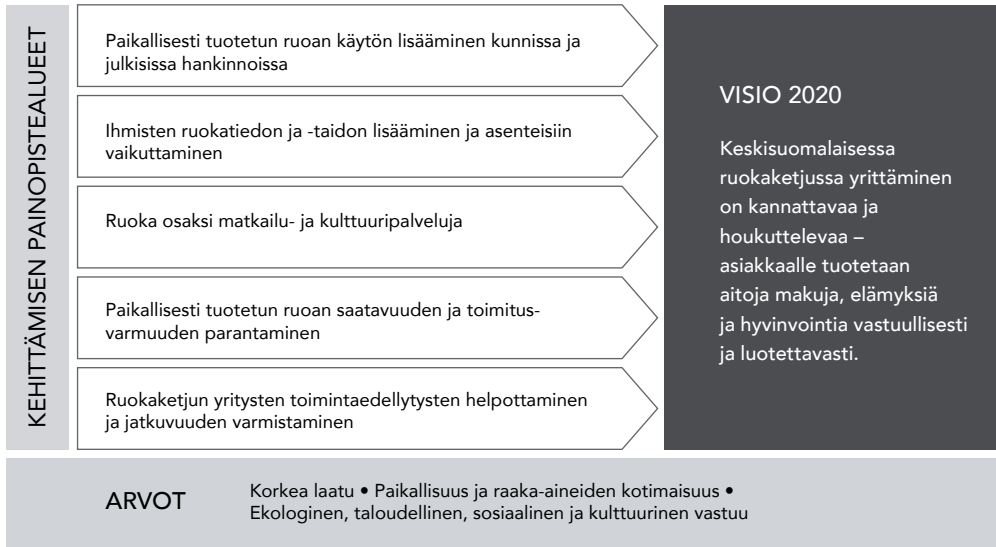 KEHITTÄMISEN PAINOPISTEALUEET
Paikallisesti tuotetun ruoan käytön lisääminen kunnissa ja
julkisissa hankinnoissa
Ihmisten ruokatiedon ja -taidon lisääminen ja asenteisiin
vaikuttaminen
Ruoka osaksi matkailu- ja kulttuuripalveluja
Paikallisesti tuotetun ruoan saatavuuden ja toimitus-
varmuuden parantaminen
Ruokaketjun yritysten toimintaedellytysten helpottaminen
ja jatkuvuuden varmistaminen
VISIO 2020
Keskisuomalaisessa
ruokaketjussa yrittäminen
on kannattavaa ja
houkuttelevaa –
asiakkaalle tuotetaan
aitoja makuja, elämyksiä
ja hyvinvointia vastuullisesti
ja luotettavasti.
ARVOT
Korkea laatu • Paikallisuus ja raaka-aineiden kotimaisuus •
Ekologinen, taloudellinen, sosiaalinen ja kulttuurinen vastuu